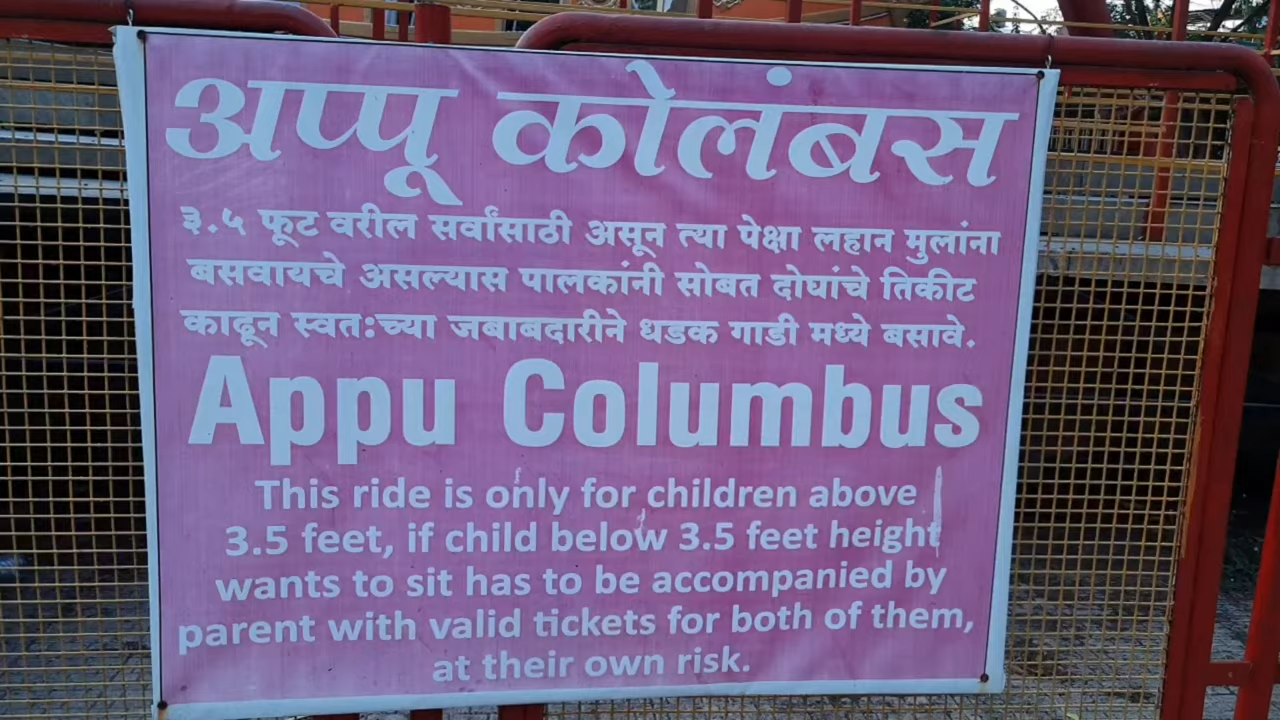 अप्पू कोलंबस
३.५ फूट वरील सर्वांसाठी असून त्या पेक्षा लहान मुलांना
बसवायचे असल्यास पालकांनी सोबत दोघांचे तिकीट
काढून स्वतःच्या जबाबदारीने धडक गाडी मध्ये बसावे.
Appu Columbus
This ride is only for children above
3.5 feet, if child below 3.5 feet height
wants to sit has to be accompanied by
parent with valid tickets for both of them,
at their own risk.